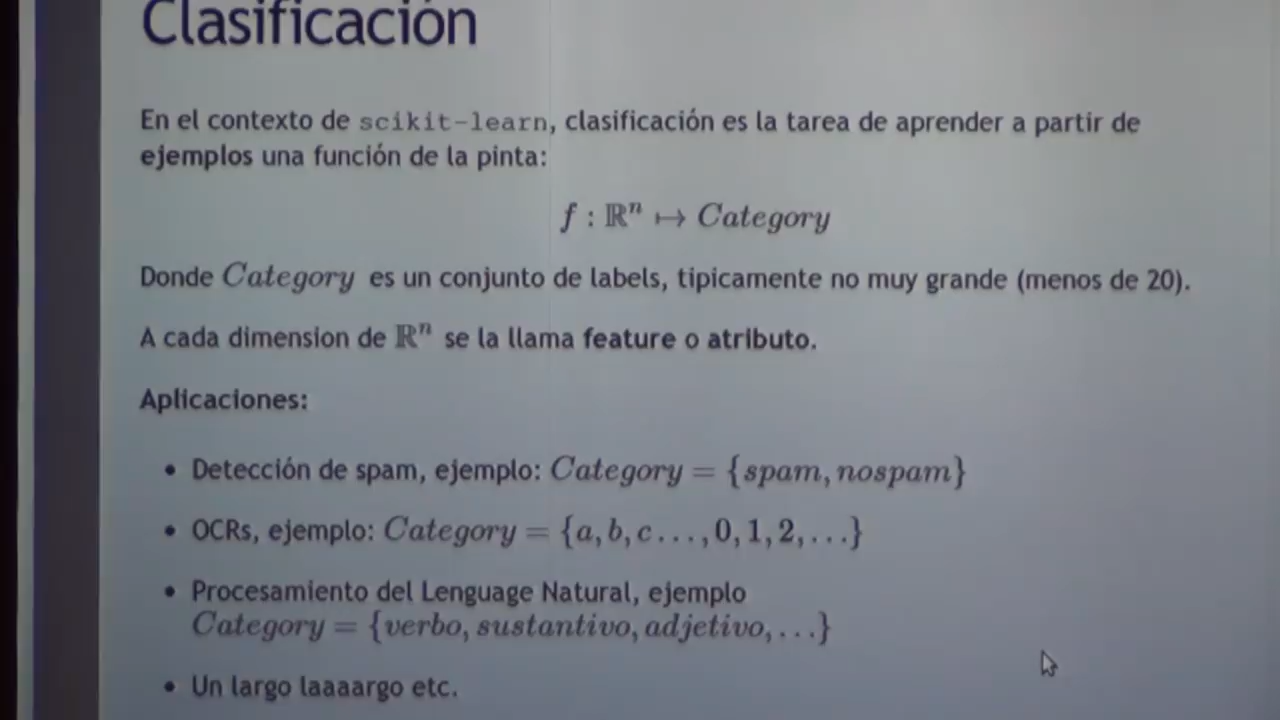 Clasificación
En el contexto de scikit-learn, clasificación es la tarea de aprender a partir de
ejemplos una función de la pinta:
f : ℝⁿ ↦ Category
Donde Category es un conjunto de labels, tipicamente no muy grande (menos de 20).
A cada dimension de ℝⁿ se la llama feature o atributo.
Aplicaciones:
• Detección de spam, ejemplo: Category = {spam, nospam}
• OCRs, ejemplo: Category = {a, b, c ..., 0, 1, 2, ...}
• Procesamiento del Lenguage Natural, ejemplo
Category = {verbo, sustantivo, adjetivo, ...}
• Un largo laaaargo etc.